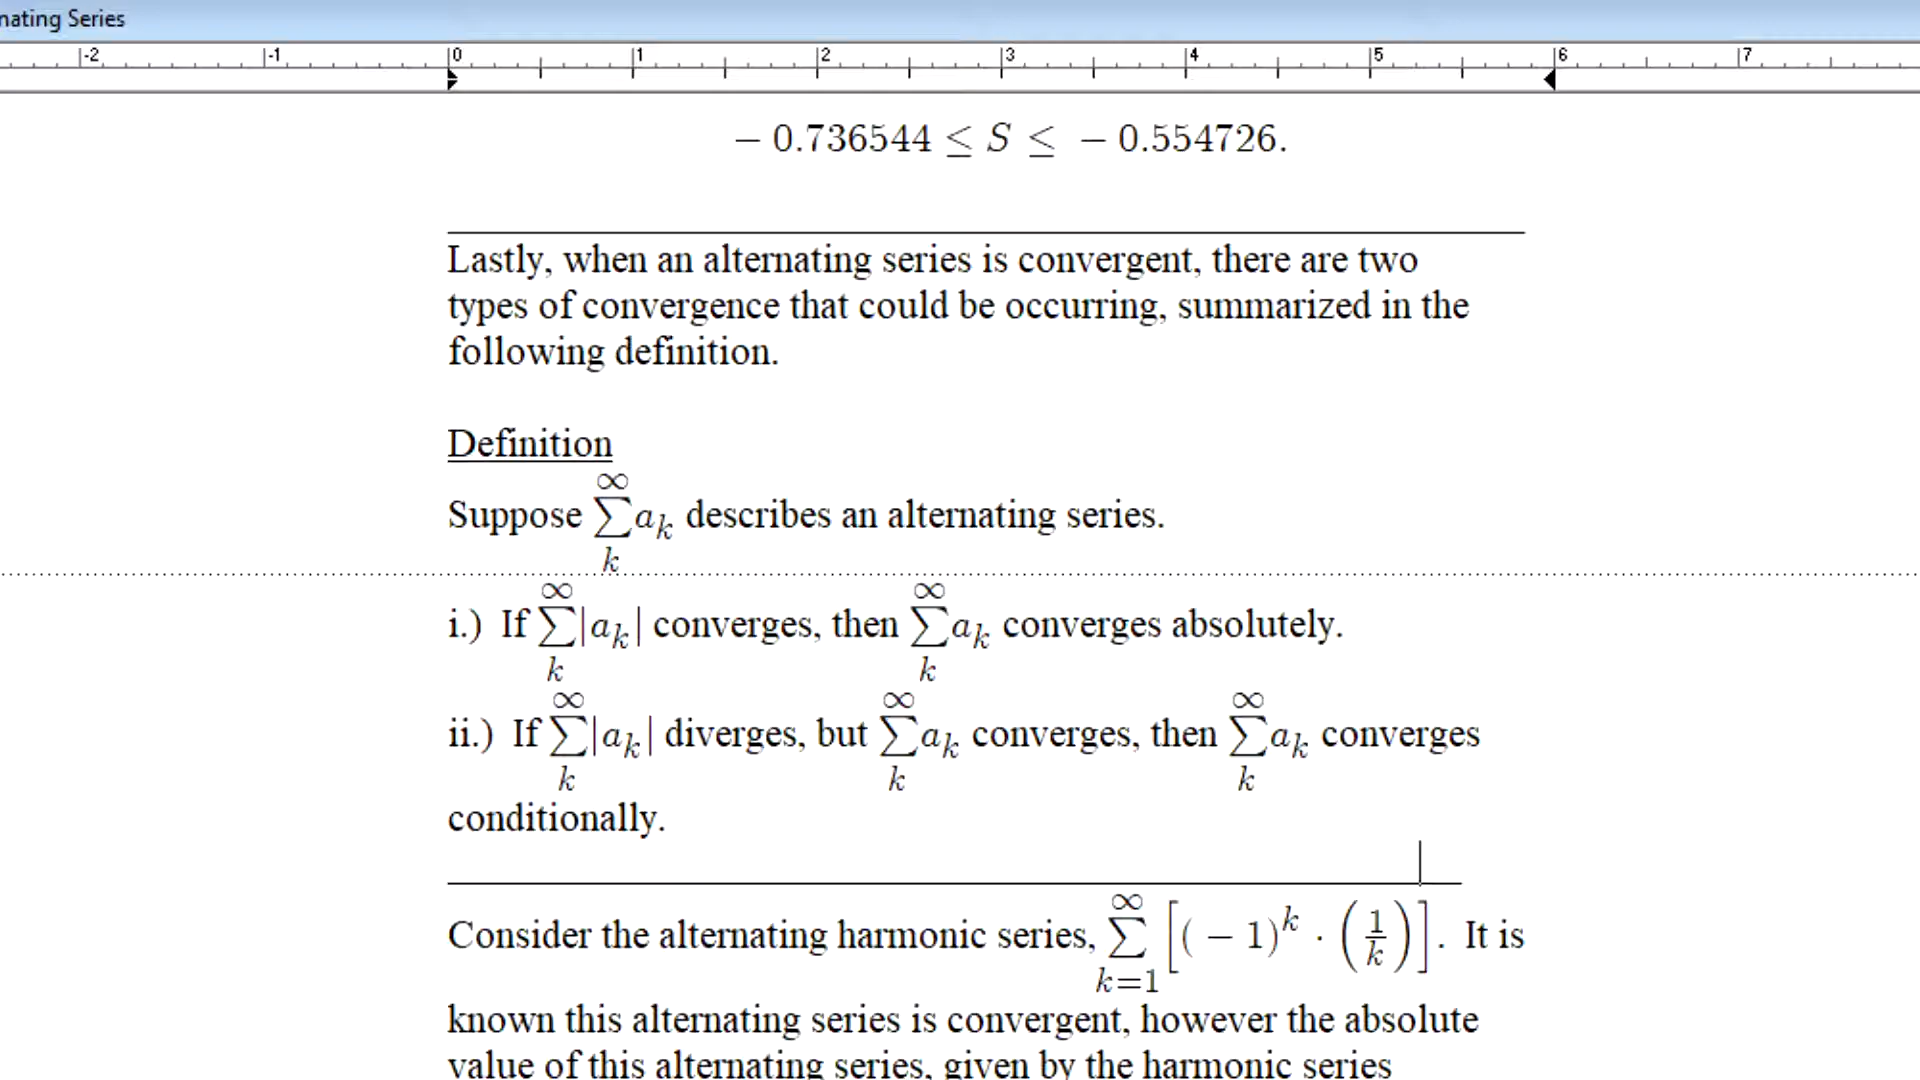 nating Series
-2 -1 0 1 2 3 4 5 6 7
− 0.736544 ≤ S ≤ − 0.554726.
Lastly, when an alternating series is convergent, there are two
types of convergence that could be occurring, summarized in the
following definition.
Definition
Suppose ∑_k^∞ a_k describes an alternating series.
i.) If ∑_k^∞ |a_k| converges, then ∑_k^∞ a_k converges absolutely.
ii.) If ∑_k^∞ |a_k| diverges, but ∑_k^∞ a_k converges, then ∑_k^∞ a_k converges
conditionally.
Consider the alternating harmonic series, ∑_{k=1}^∞ [(− 1)^k · (1/k)]. It is
known this alternating series is convergent, however the absolute
value of this alternating series, given by the harmonic series